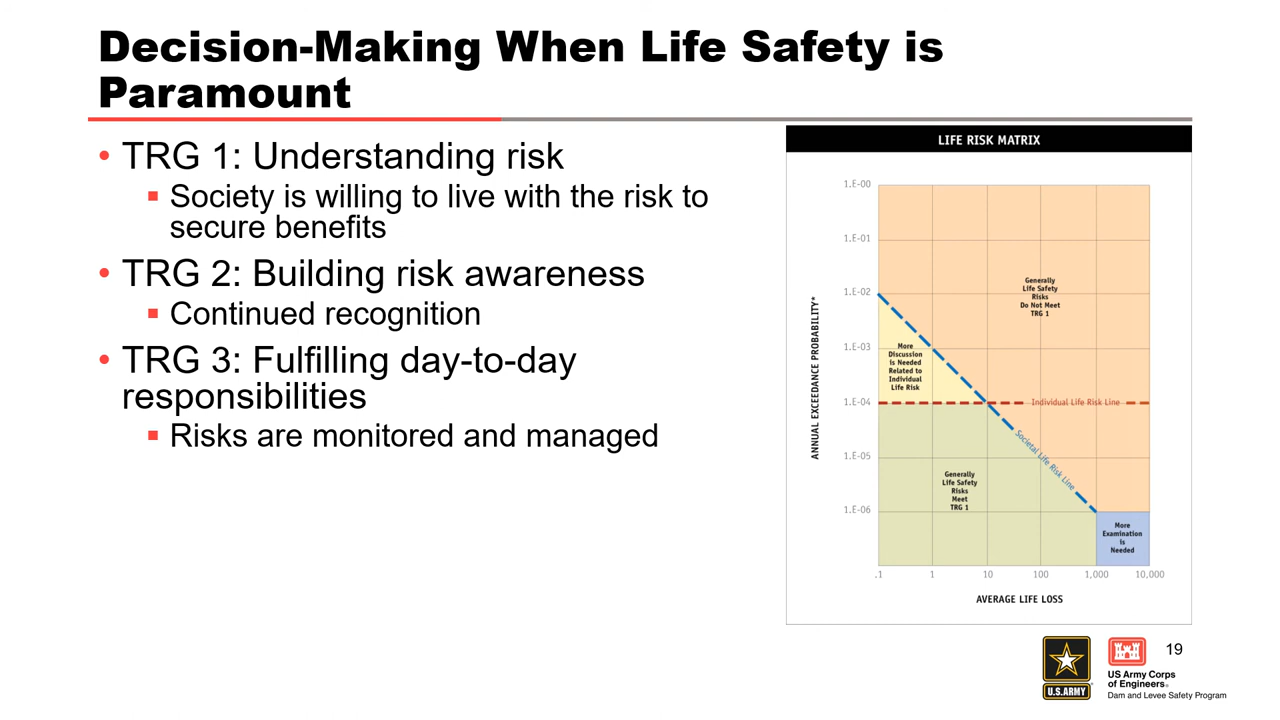 Decision-Making When Life Safety is
Paramount
• TRG 1: Understanding risk
▪ Society is willing to live with the risk to
secure benefits
• TRG 2: Building risk awareness
▪ Continued recognition
• TRG 3: Fulfilling day-to-day
responsibilities
▪ Risks are monitored and managed
LIFE RISK MATRIX
ANNUAL EXCEEDANCE PROBABILITY*
1.E-00
1.E-01
1.E-02
1.E-03
1.E-04
1.E-05
1.E-06
Generally
Life Safety
Risks
Do Not Meet
TRG 1
More
Discussion
is Needed
Related to
Individual
Life Risk
Individual Life Risk Line
Societal Life Risk Line
Generally
Life Safety
Risks
Meet
TRG 1
More
Examination
is
Needed
.1 1 10 100 1,000 10,000
AVERAGE LIFE LOSS
U.S.ARMY
US Army Corps
of Engineers®
Dam and Levee Safety Program
19